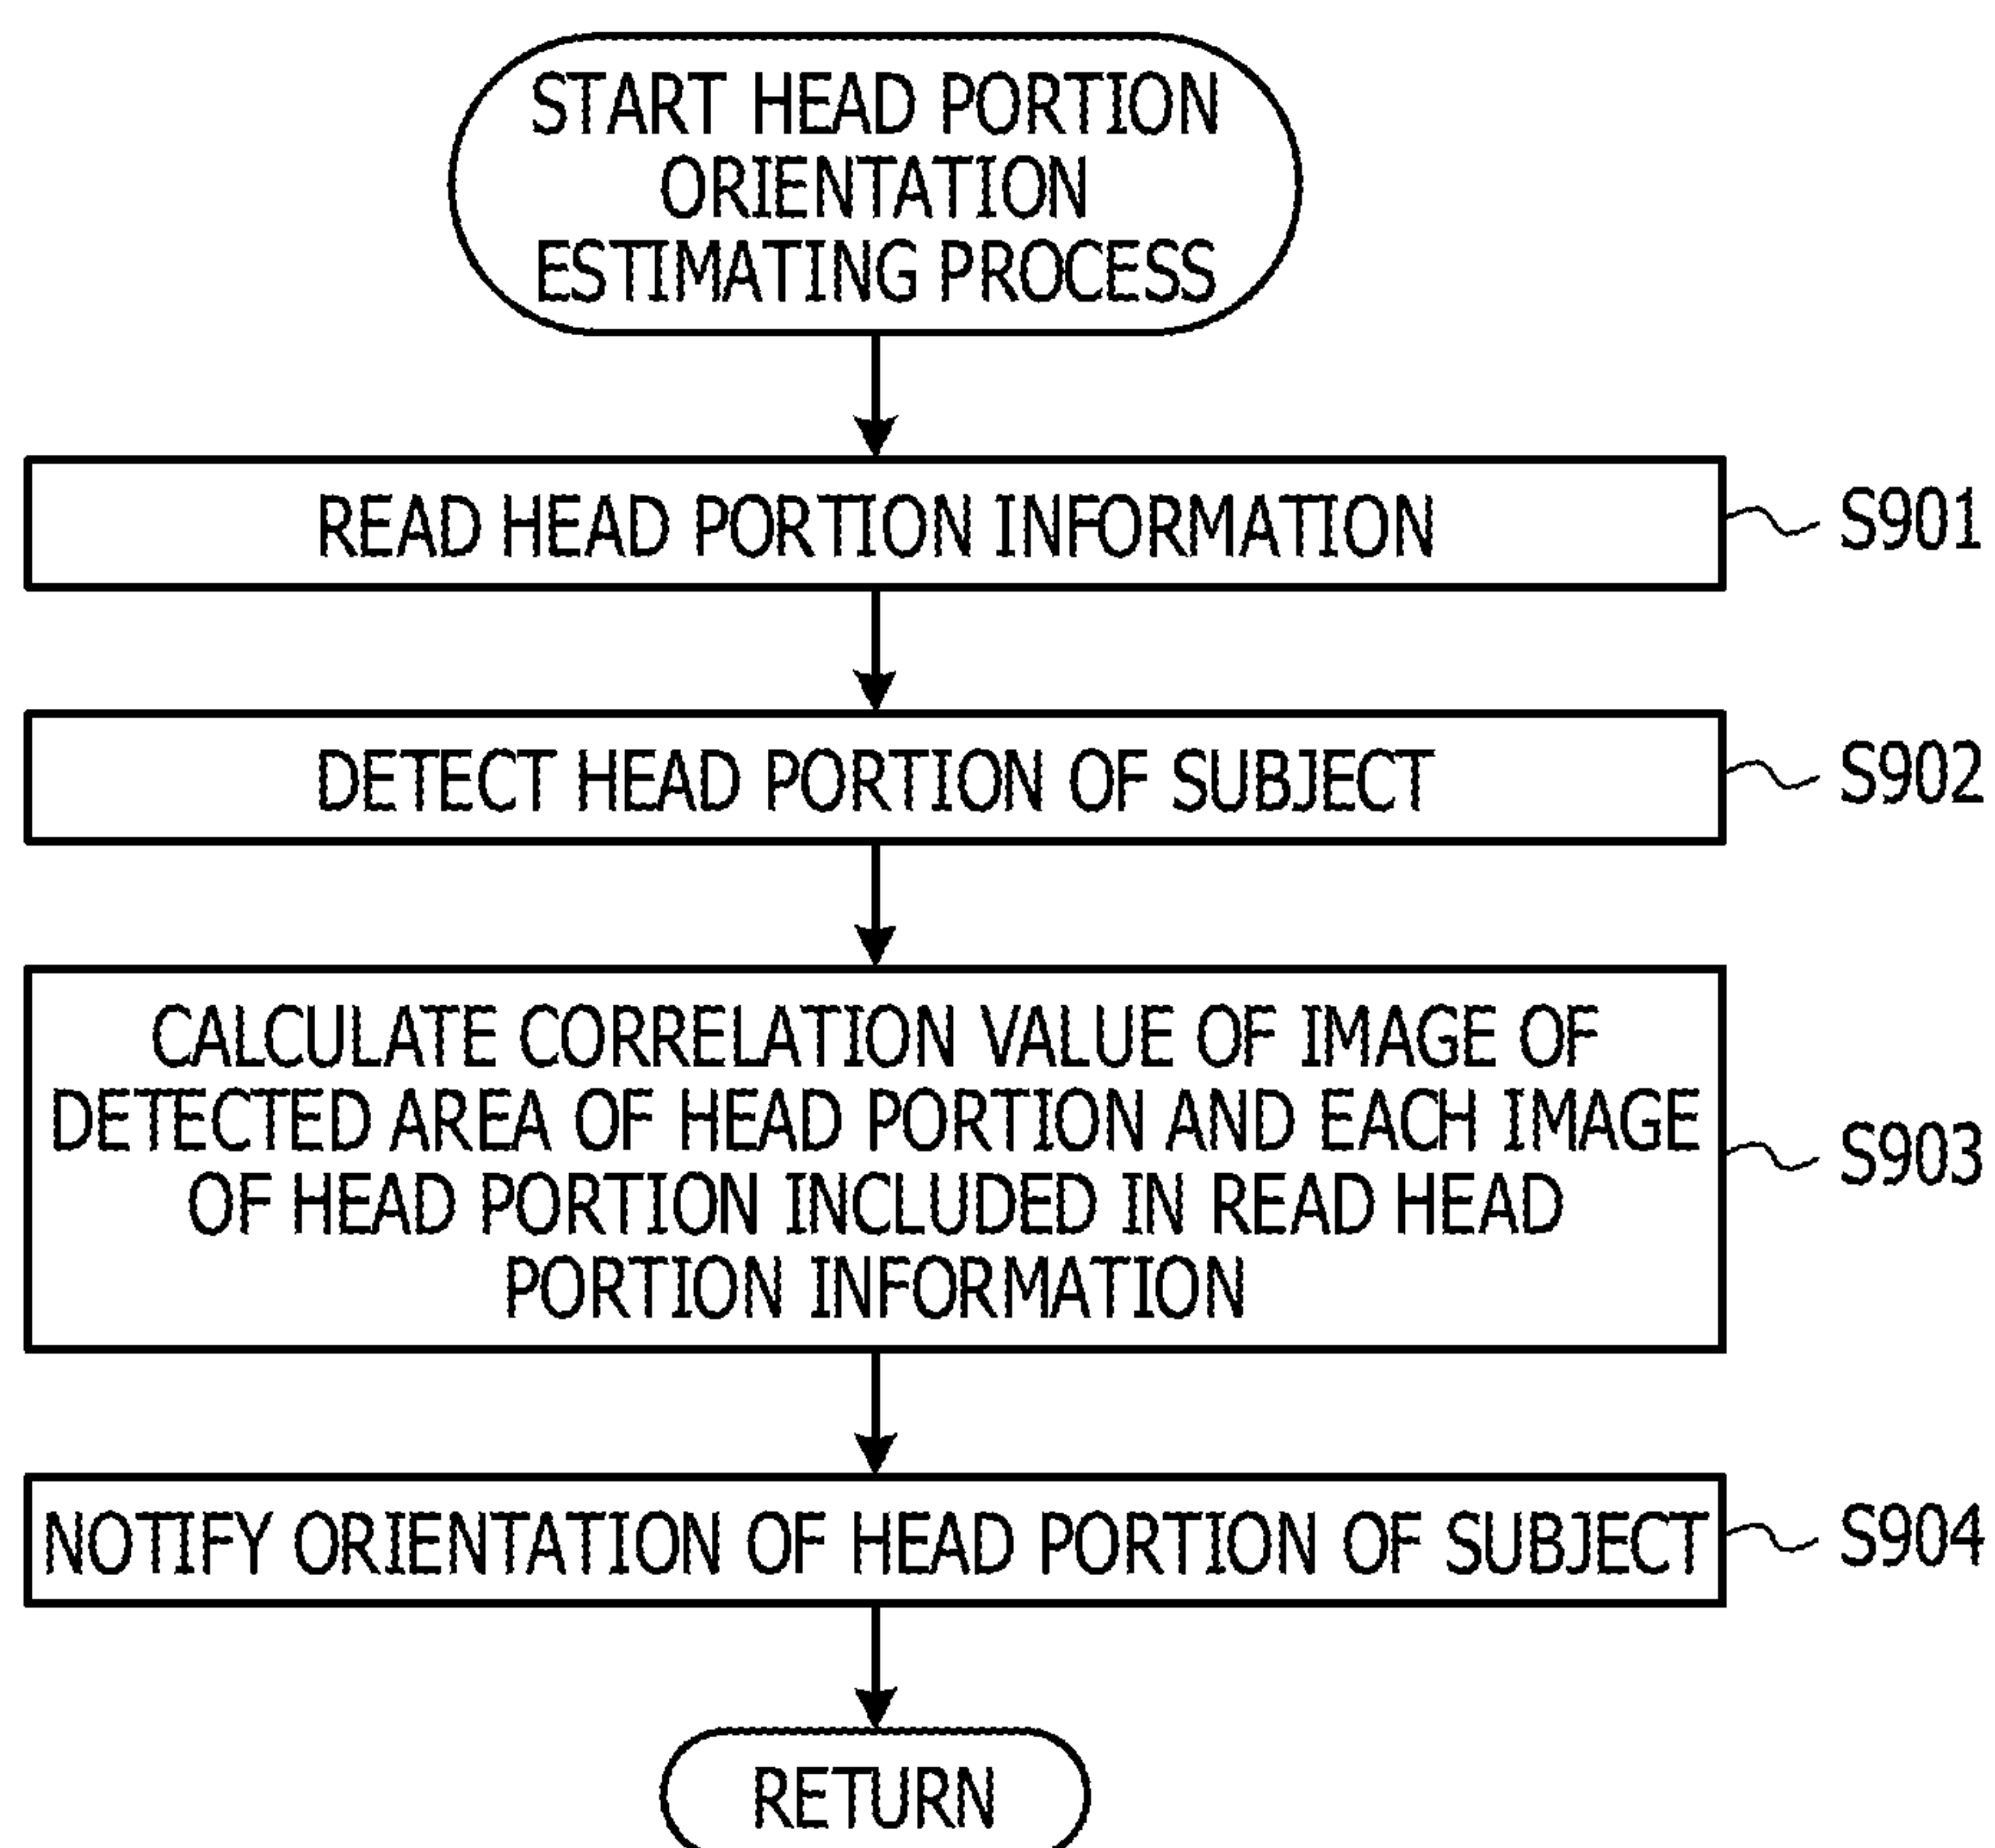 START HEAD PORTION
ORIENTATION
ESTIMATING PROCESS
READ HEAD PORTION INFORMATION
S901
DETECT HEAD PORTION OF SUBJECT
S902
CALCULATE CORRELATION VALUE OF IMAGE OF
DETECTED AREA OF HEAD PORTION AND EACH IMAGE
OF HEAD PORTION INCLUDED IN READ HEAD
PORTION INFORMATION
S903
NOTIFY ORIENTATION OF HEAD PORTION OF SUBJECT
S904
RETURN